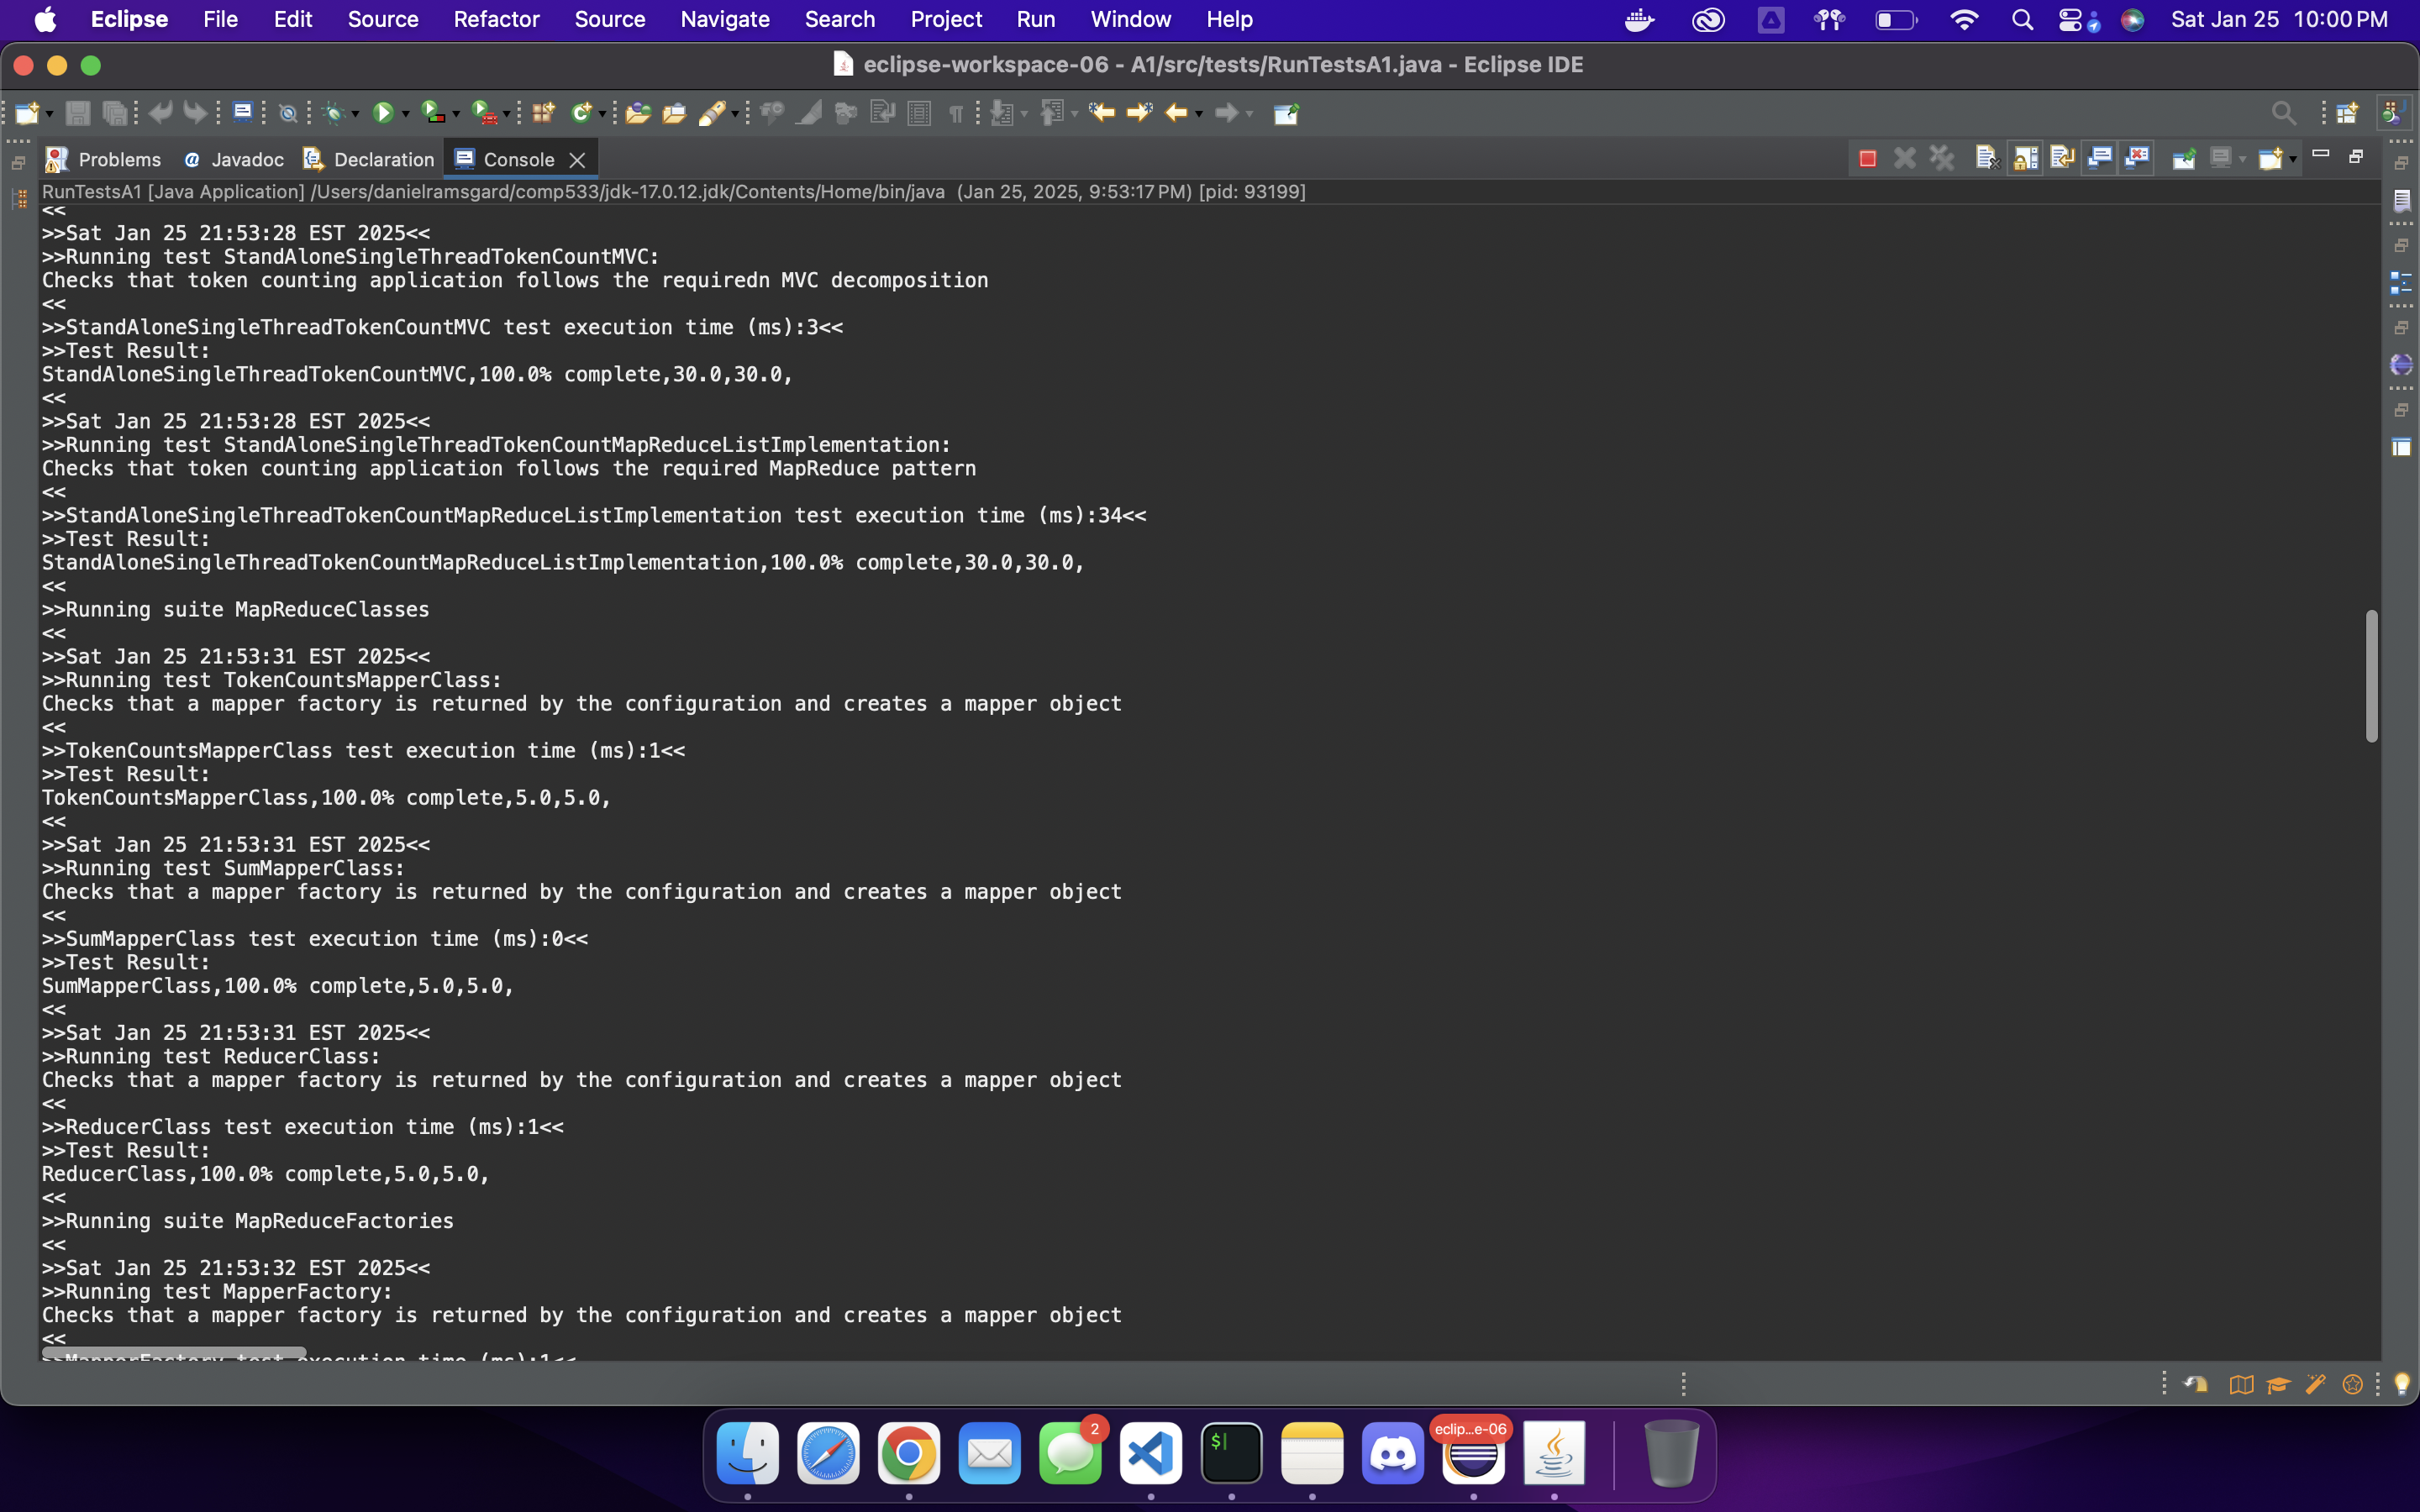 Eclipse File Edit Source Refactor Source Navigate Search Project Run Window Help Sat Jan 25 10:00 PM
eclipse-workspace-06 - A1/src/tests/RunTestsA1.java - Eclipse IDE
Problems Javadoc Declaration Console
RunTestsA1 [Java Application] /Users/danielramsgard/comp533/jdk-17.0.12.jdk/Contents/Home/bin/java (Jan 25, 2025, 9:53:17 PM) [pid: 93199]
<<
>>Sat Jan 25 21:53:28 EST 2025<<
>>Running test StandAloneSingleThreadTokenCountMVC:
Checks that token counting application follows the requiredn MVC decomposition
<<
>>StandAloneSingleThreadTokenCountMVC test execution time (ms):3<<
>>Test Result:
StandAloneSingleThreadTokenCountMVC,100.0% complete,30.0,30.0,
<<
>>Sat Jan 25 21:53:28 EST 2025<<
>>Running test StandAloneSingleThreadTokenCountMapReduceListImplementation:
Checks that token counting application follows the required MapReduce pattern
<<
>>StandAloneSingleThreadTokenCountMapReduceListImplementation test execution time (ms):34<<
>>Test Result:
StandAloneSingleThreadTokenCountMapReduceListImplementation,100.0% complete,30.0,30.0,
<<
>>Running suite MapReduceClasses
<<
>>Sat Jan 25 21:53:31 EST 2025<<
>>Running test TokenCountsMapperClass:
Checks that a mapper factory is returned by the configuration and creates a mapper object
<<
>>TokenCountsMapperClass test execution time (ms):1<<
>>Test Result:
TokenCountsMapperClass,100.0% complete,5.0,5.0,
<<
>>Sat Jan 25 21:53:31 EST 2025<<
>>Running test SumMapperClass:
Checks that a mapper factory is returned by the configuration and creates a mapper object
<<
>>SumMapperClass test execution time (ms):0<<
>>Test Result:
SumMapperClass,100.0% complete,5.0,5.0,
<<
>>Sat Jan 25 21:53:31 EST 2025<<
>>Running test ReducerClass:
Checks that a mapper factory is returned by the configuration and creates a mapper object
<<
>>ReducerClass test execution time (ms):1<<
>>Test Result:
ReducerClass,100.0% complete,5.0,5.0,
<<
>>Running suite MapReduceFactories
<<
>>Sat Jan 25 21:53:32 EST 2025<<
>>Running test MapperFactory:
Checks that a mapper factory is returned by the configuration and creates a mapper object
<<
>>MapperFactory test execution time (ms):1<<
2
eclip...e-06